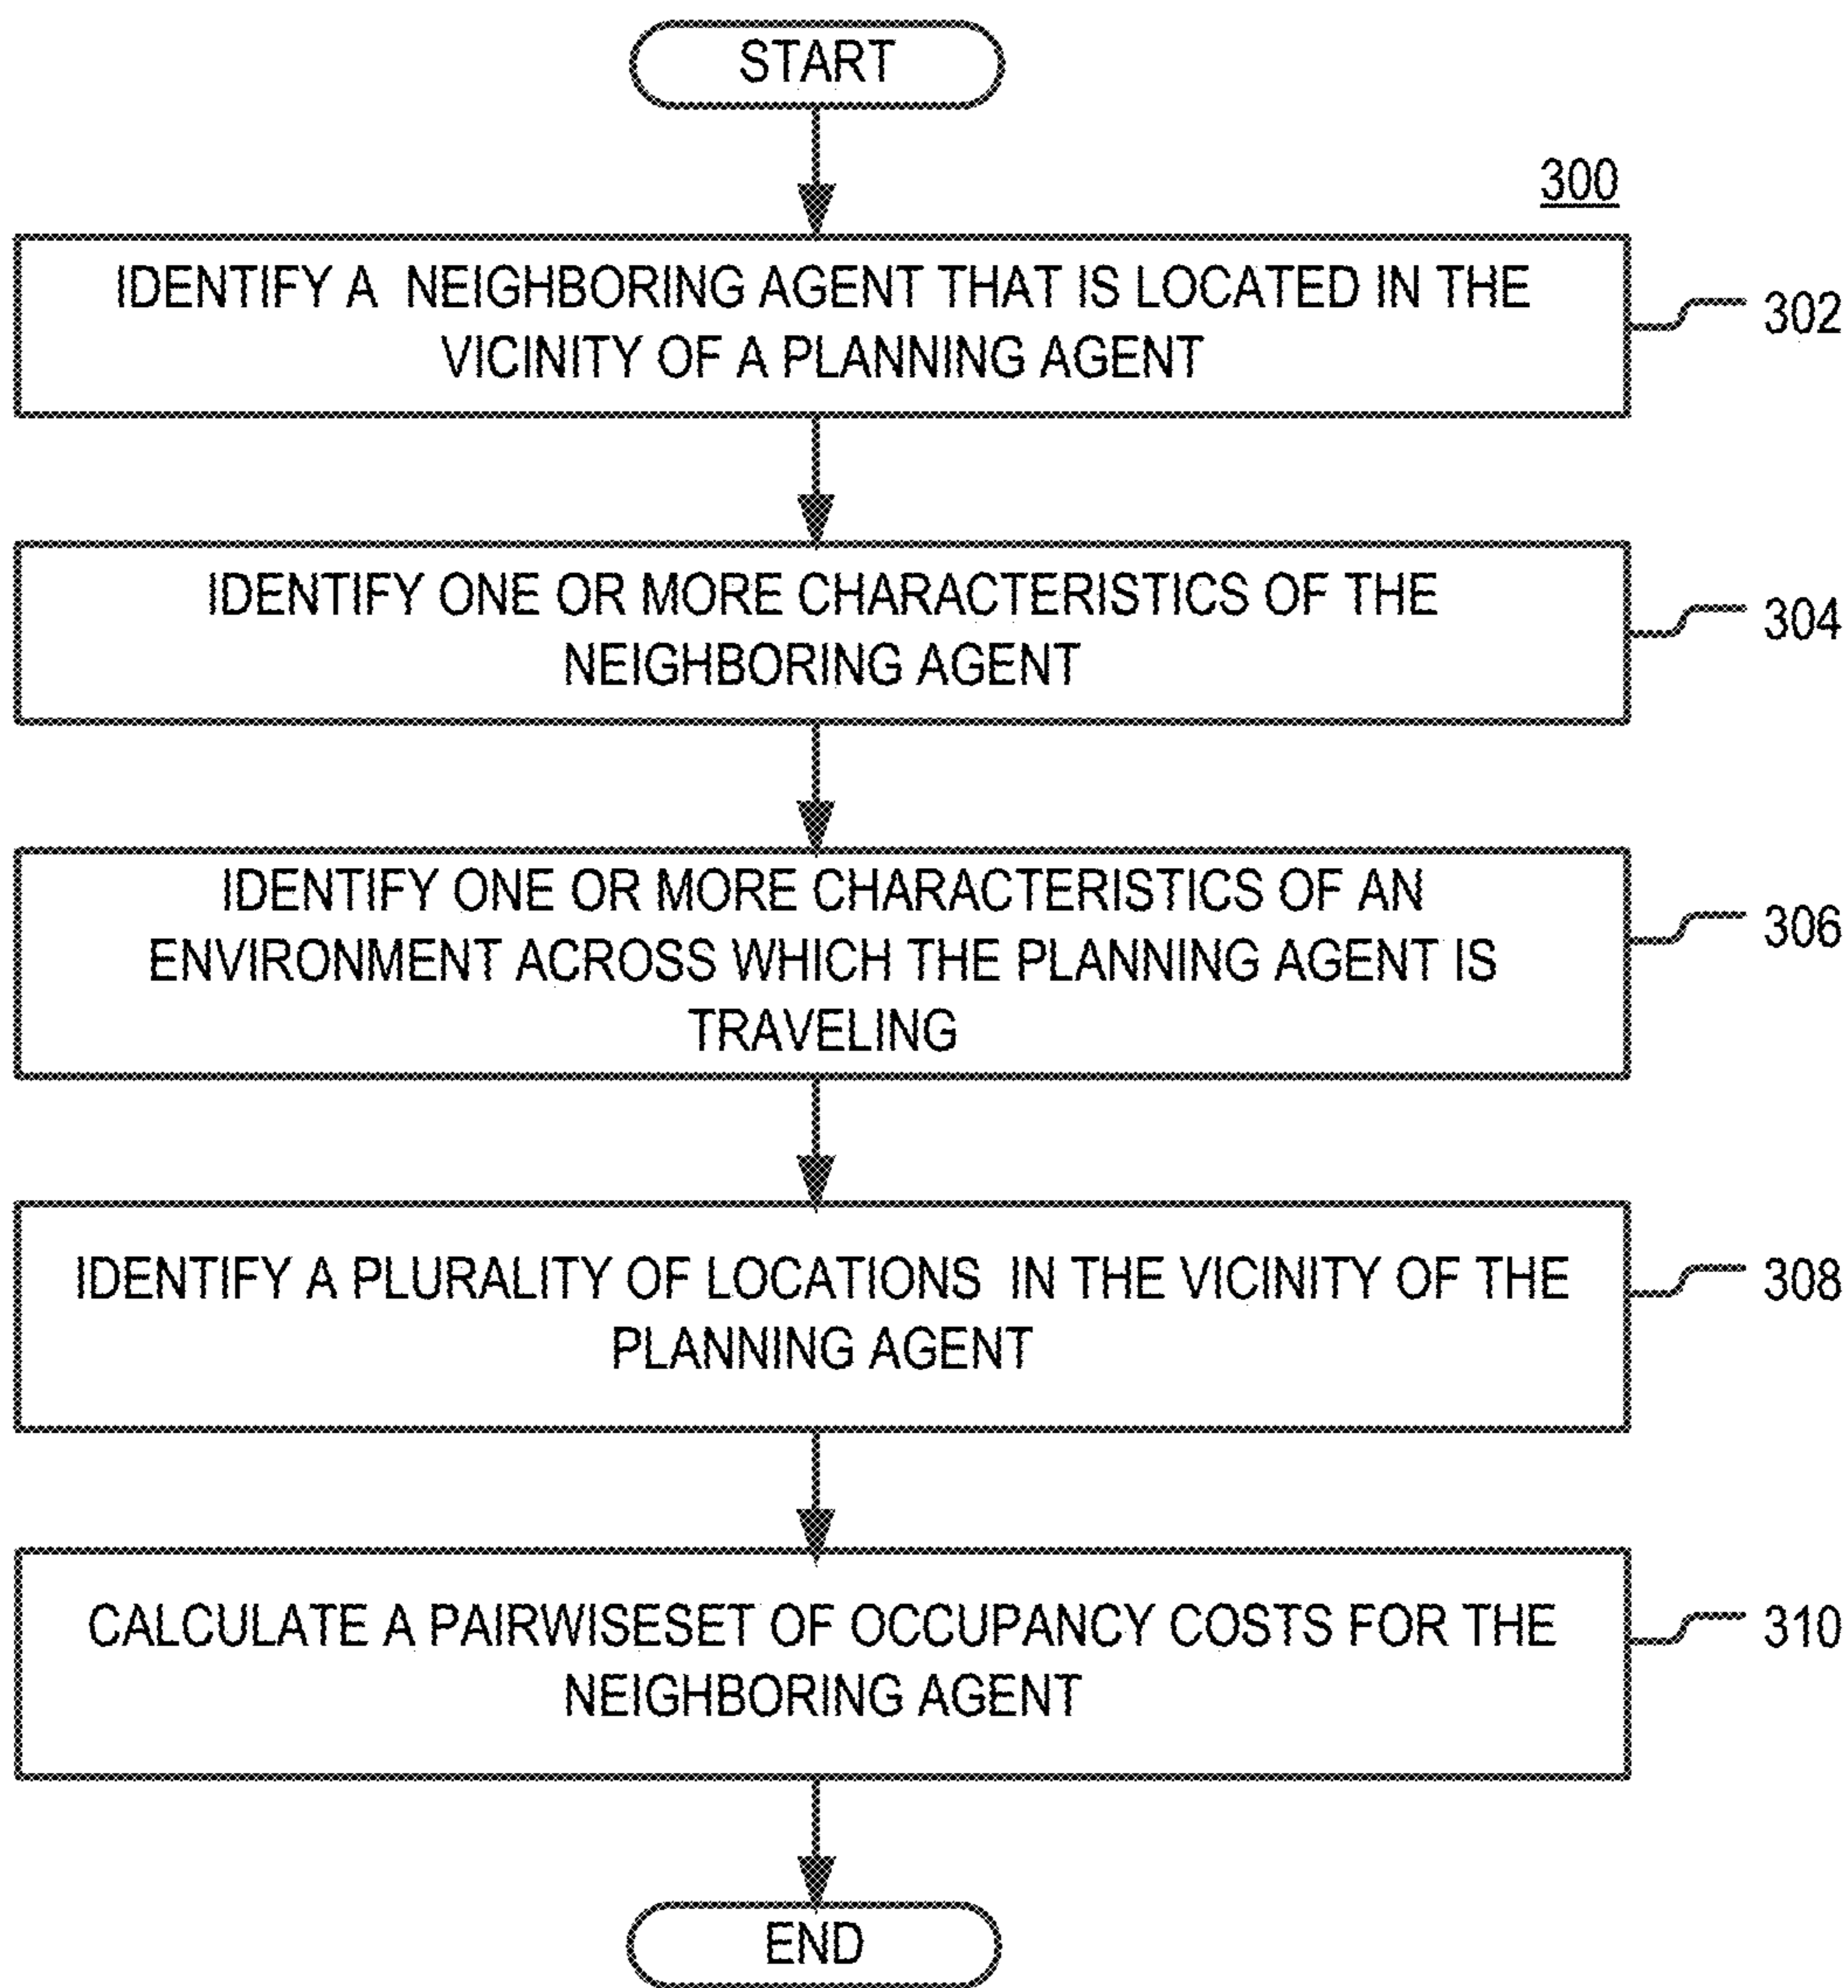 START
300
IDENTIFY A NEIGHBORING AGENT THAT IS LOCATED IN THE
VICINITY OF A PLANNING AGENT
302
IDENTIFY ONE OR MORE CHARACTERISTICS OF THE
NEIGHBORING AGENT
304
IDENTIFY ONE OR MORE CHARACTERISTICS OF AN
ENVIRONMENT ACROSS WHICH THE PLANNING AGENT IS
TRAVELING
306
IDENTIFY A PLURALITY OF LOCATIONS IN THE VICINITY OF THE
PLANNING AGENT
308
CALCULATE A PAIRWISESET OF OCCUPANCY COSTS FOR THE
NEIGHBORING AGENT
310
END